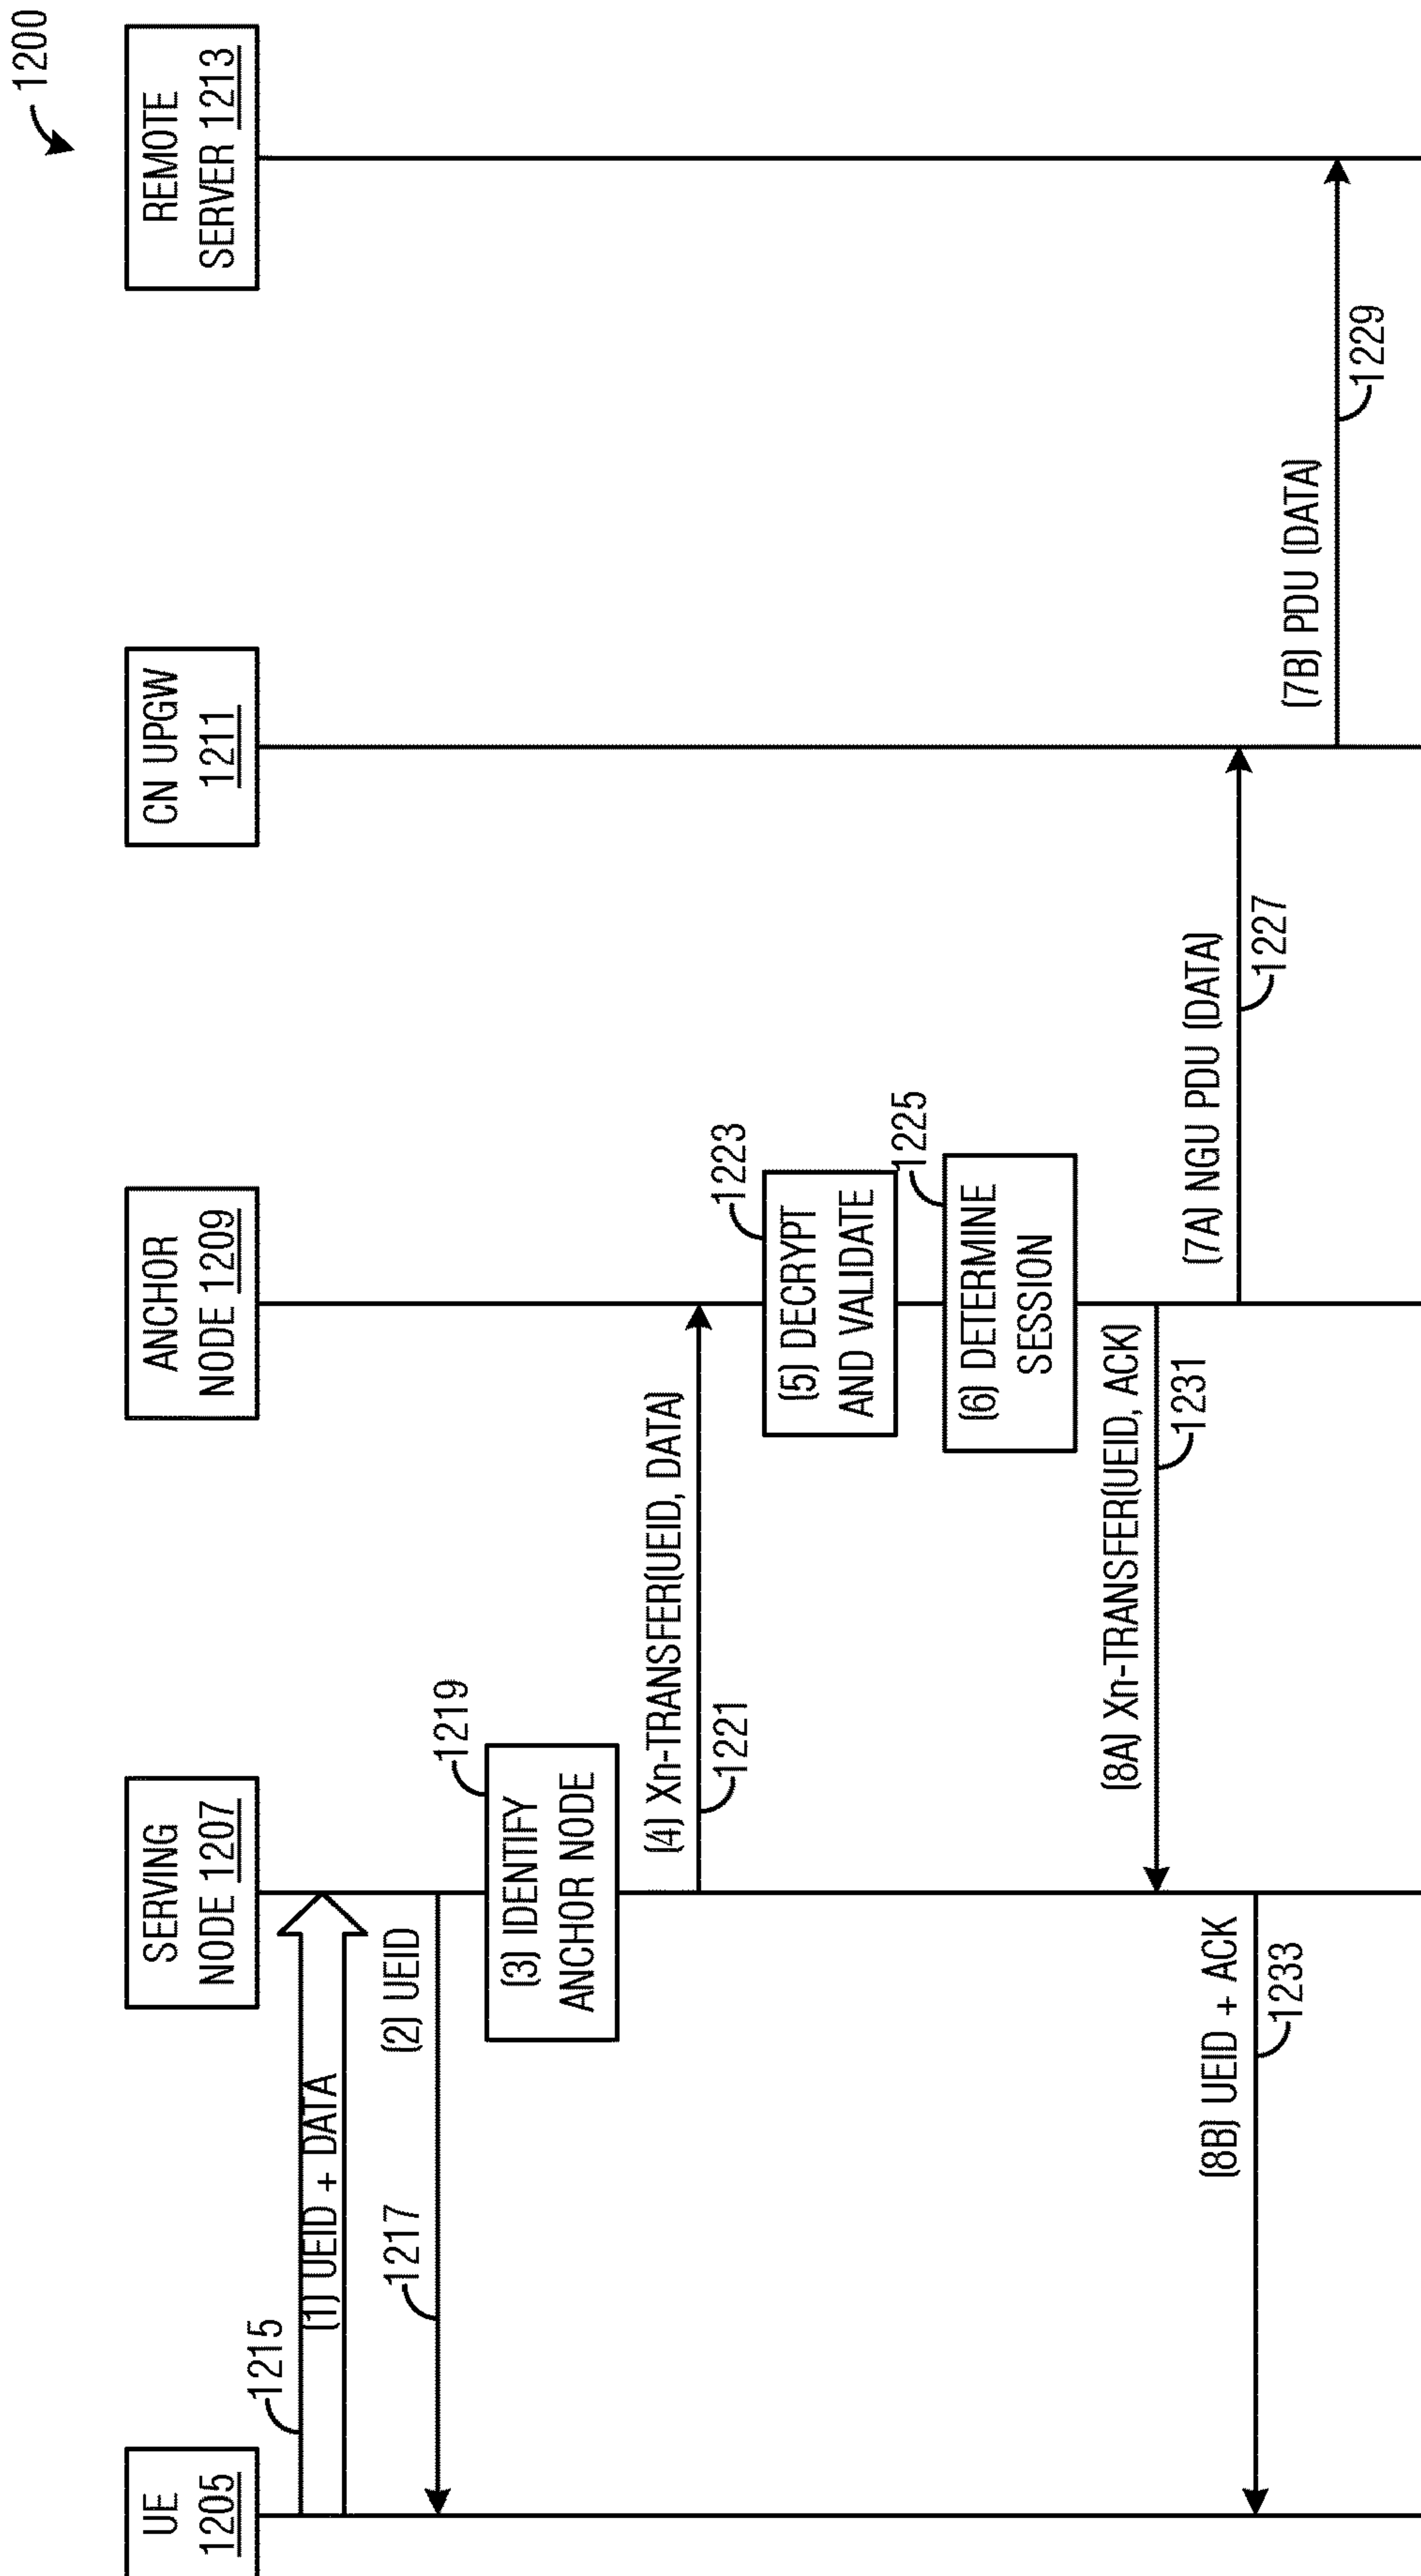 1200
UE
1205
SERVING
NODE 1207
ANCHOR
NODE 1209
CN UPGW
1211
REMOTE
SERVER 1213
1215
(1) UEID + DATA
(2) UEID
1217
1219
(3) IDENTIFY
ANCHOR NODE
(4) Xn-TRANSFER(UEID, DATA)
1221
1223
(5) DECRYPT
AND VALIDATE
1225
(6) DETERMINE
SESSION
(8A) Xn-TRANSFER(UEID, ACK)
1231
(7A) NGU PDU (DATA)
1227
(8B) UEID + ACK
1233
(7B) PDU (DATA)
1229